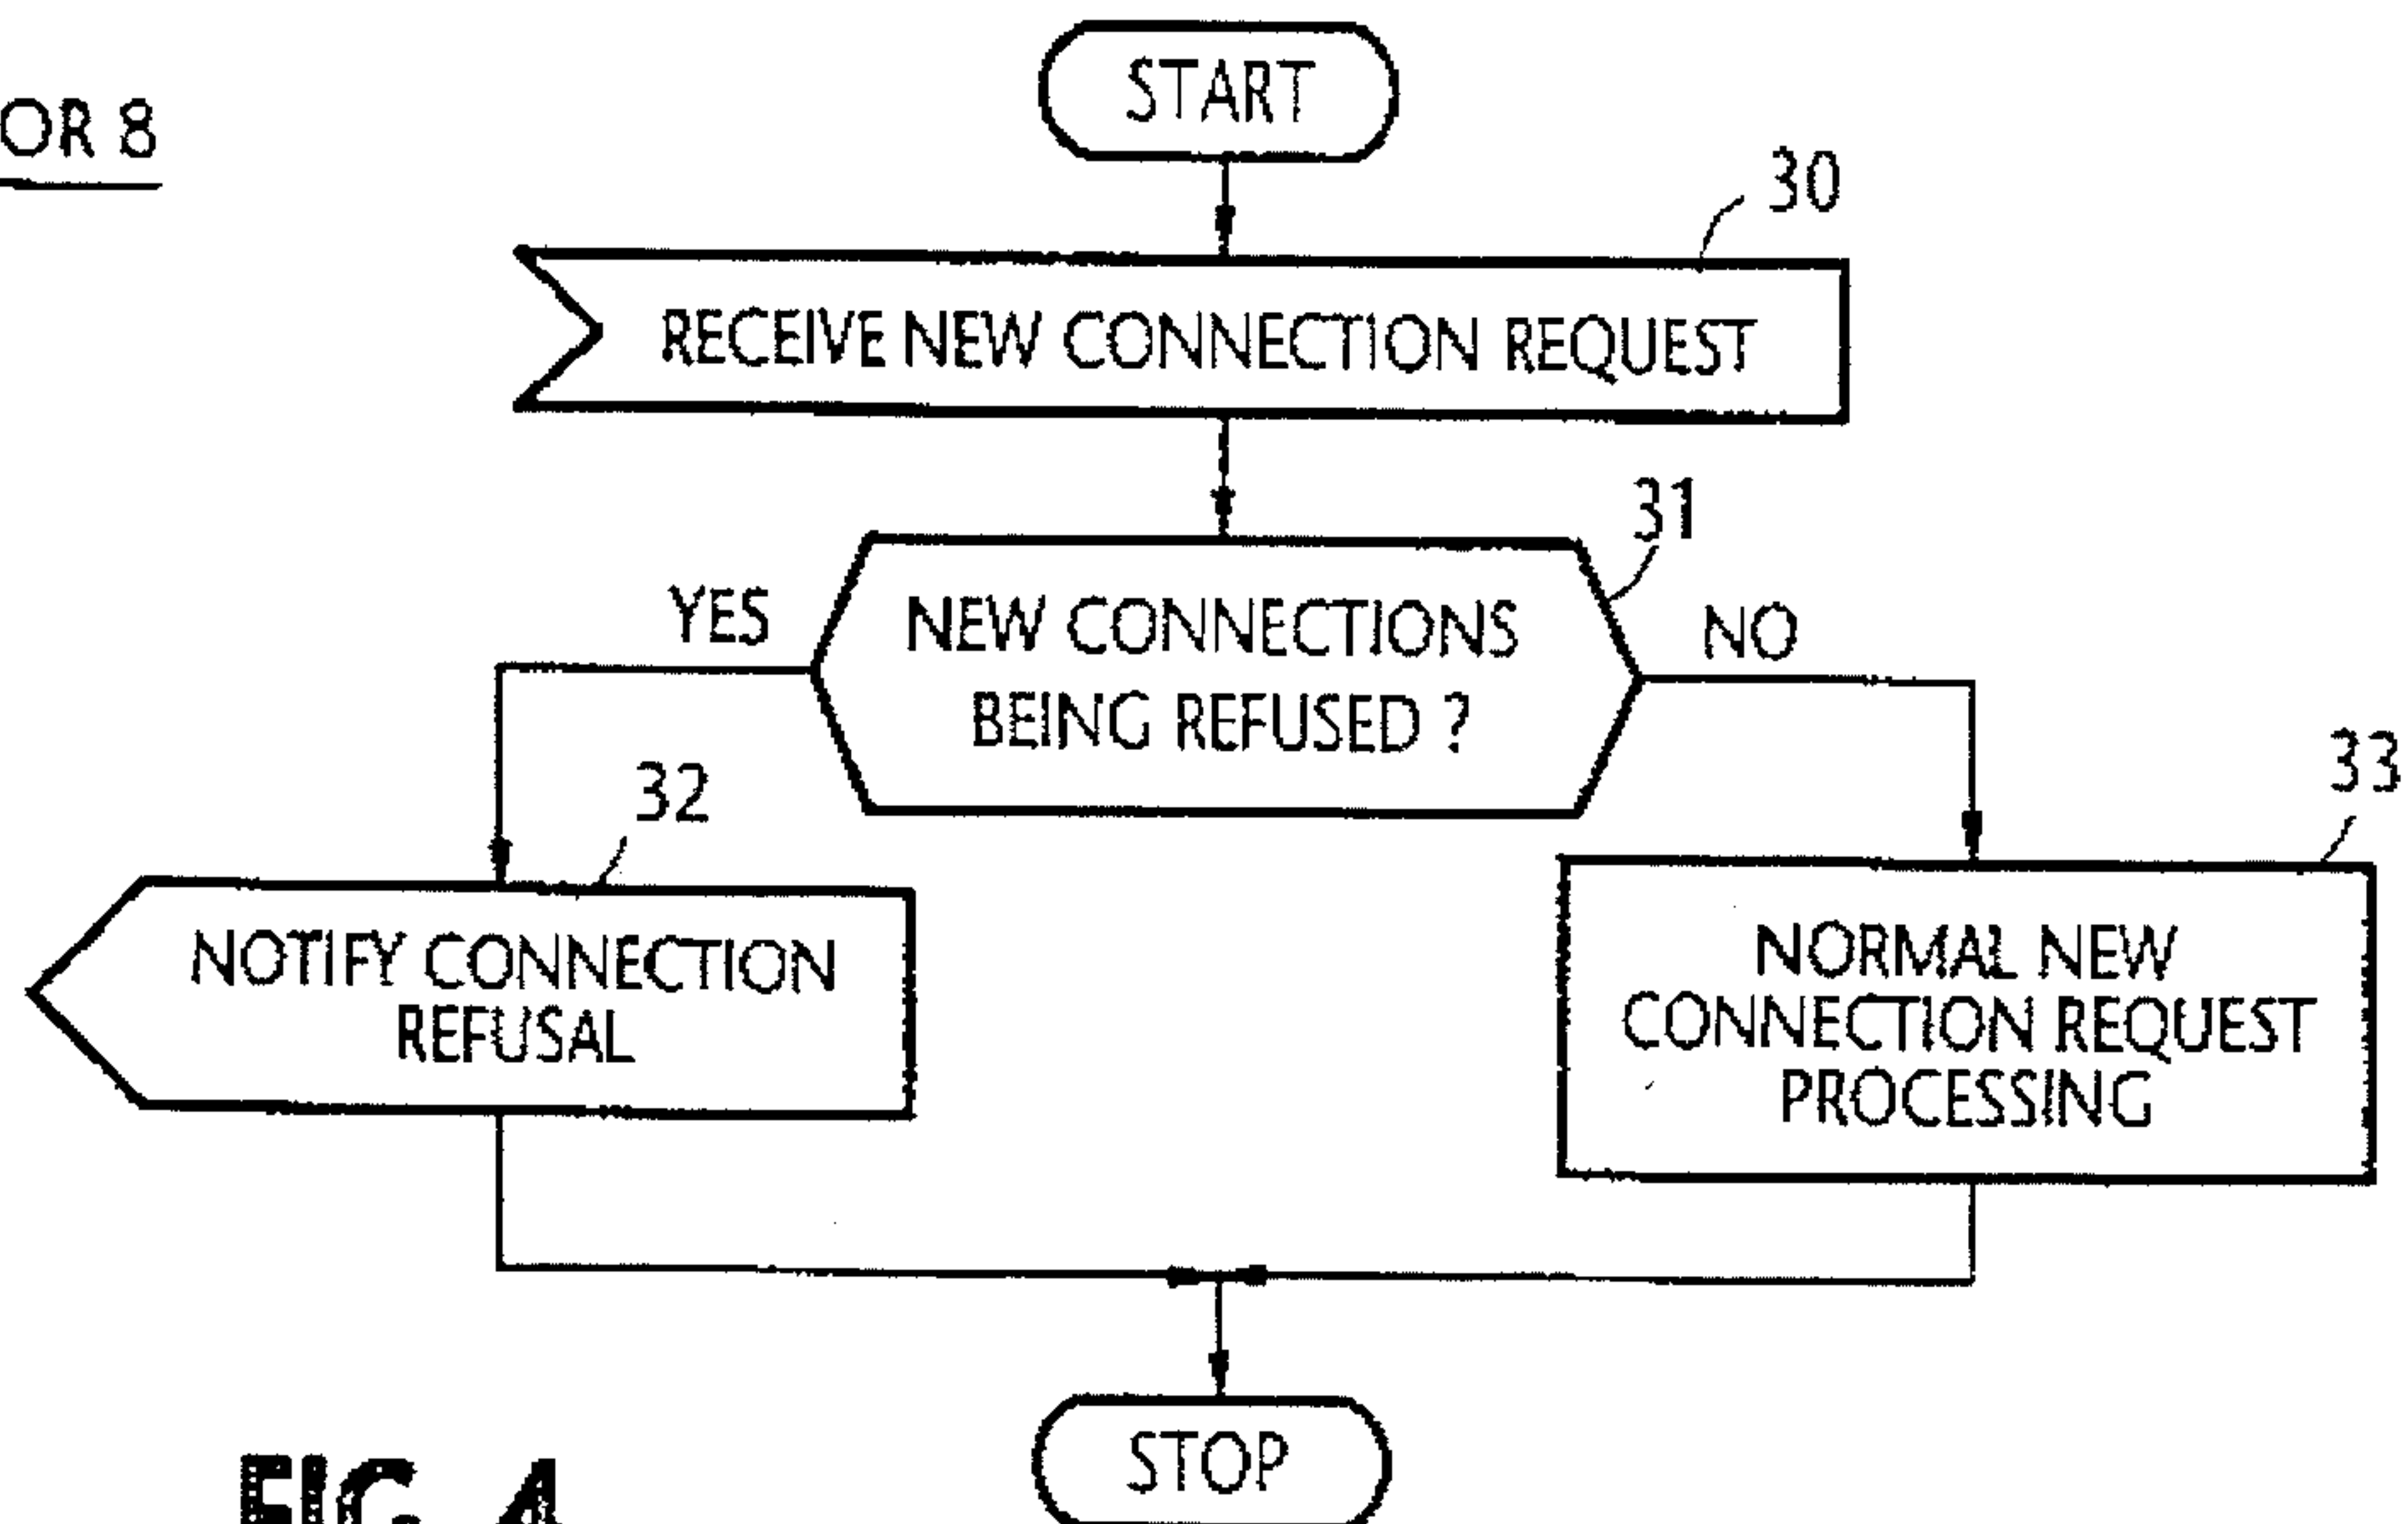 START
OR 8
30
RECEIVE NEW CONNECTION REQUEST
31
YES
NEW CONNECTIONS
BEING REFUSED ?
NO
32
33
NOTIFY CONNECTION
REFUSAL
NORMAL NEW
CONNECTION REQUEST
PROCESSING
STOP
FIG. 4